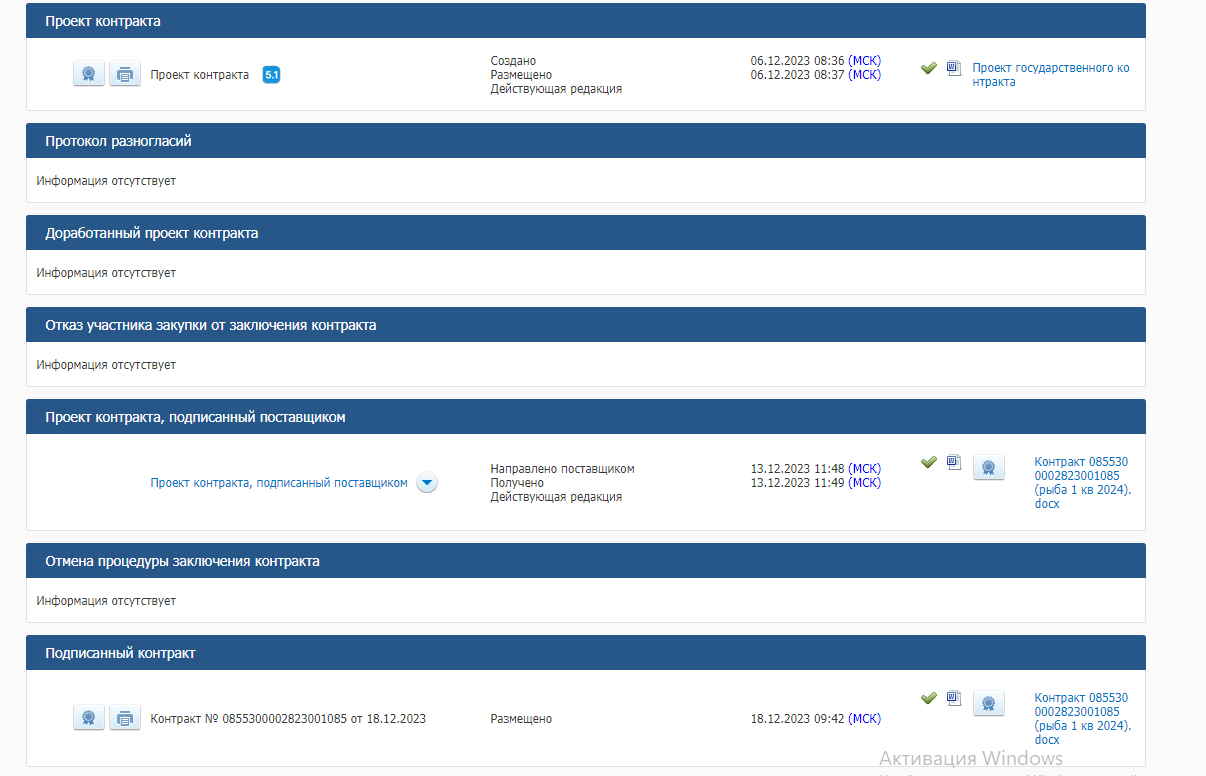 Проект контракта
Проект контракта 5.1
Создано 06.12.2023 08:36 (МСК)
Размещено 06.12.2023 08:37 (МСК)
Действующая редакция
Проект государственного ко
нтракта
Протокол разногласий
Информация отсутствует
Доработанный проект контракта
Информация отсутствует
Отказ участника закупки от заключения контракта
Информация отсутствует
Проект контракта, подписанный поставщиком
Проект контракта, подписанный поставщиком
Направлено поставщиком 13.12.2023 11:48 (МСК)
Получено 13.12.2023 11:49 (МСК)
Действующая редакция
Контракт 085530
0002823001085
(рыба 1 кв 2024).
docx
Отмена процедуры заключения контракта
Информация отсутствует
Подписанный контракт
Контракт № 0855300002823001085 от 18.12.2023 Размещено 18.12.2023 09:42 (МСК)
Контракт 085530
0002823001085
(рыба 1 кв 2024).
docx
Активация Windows